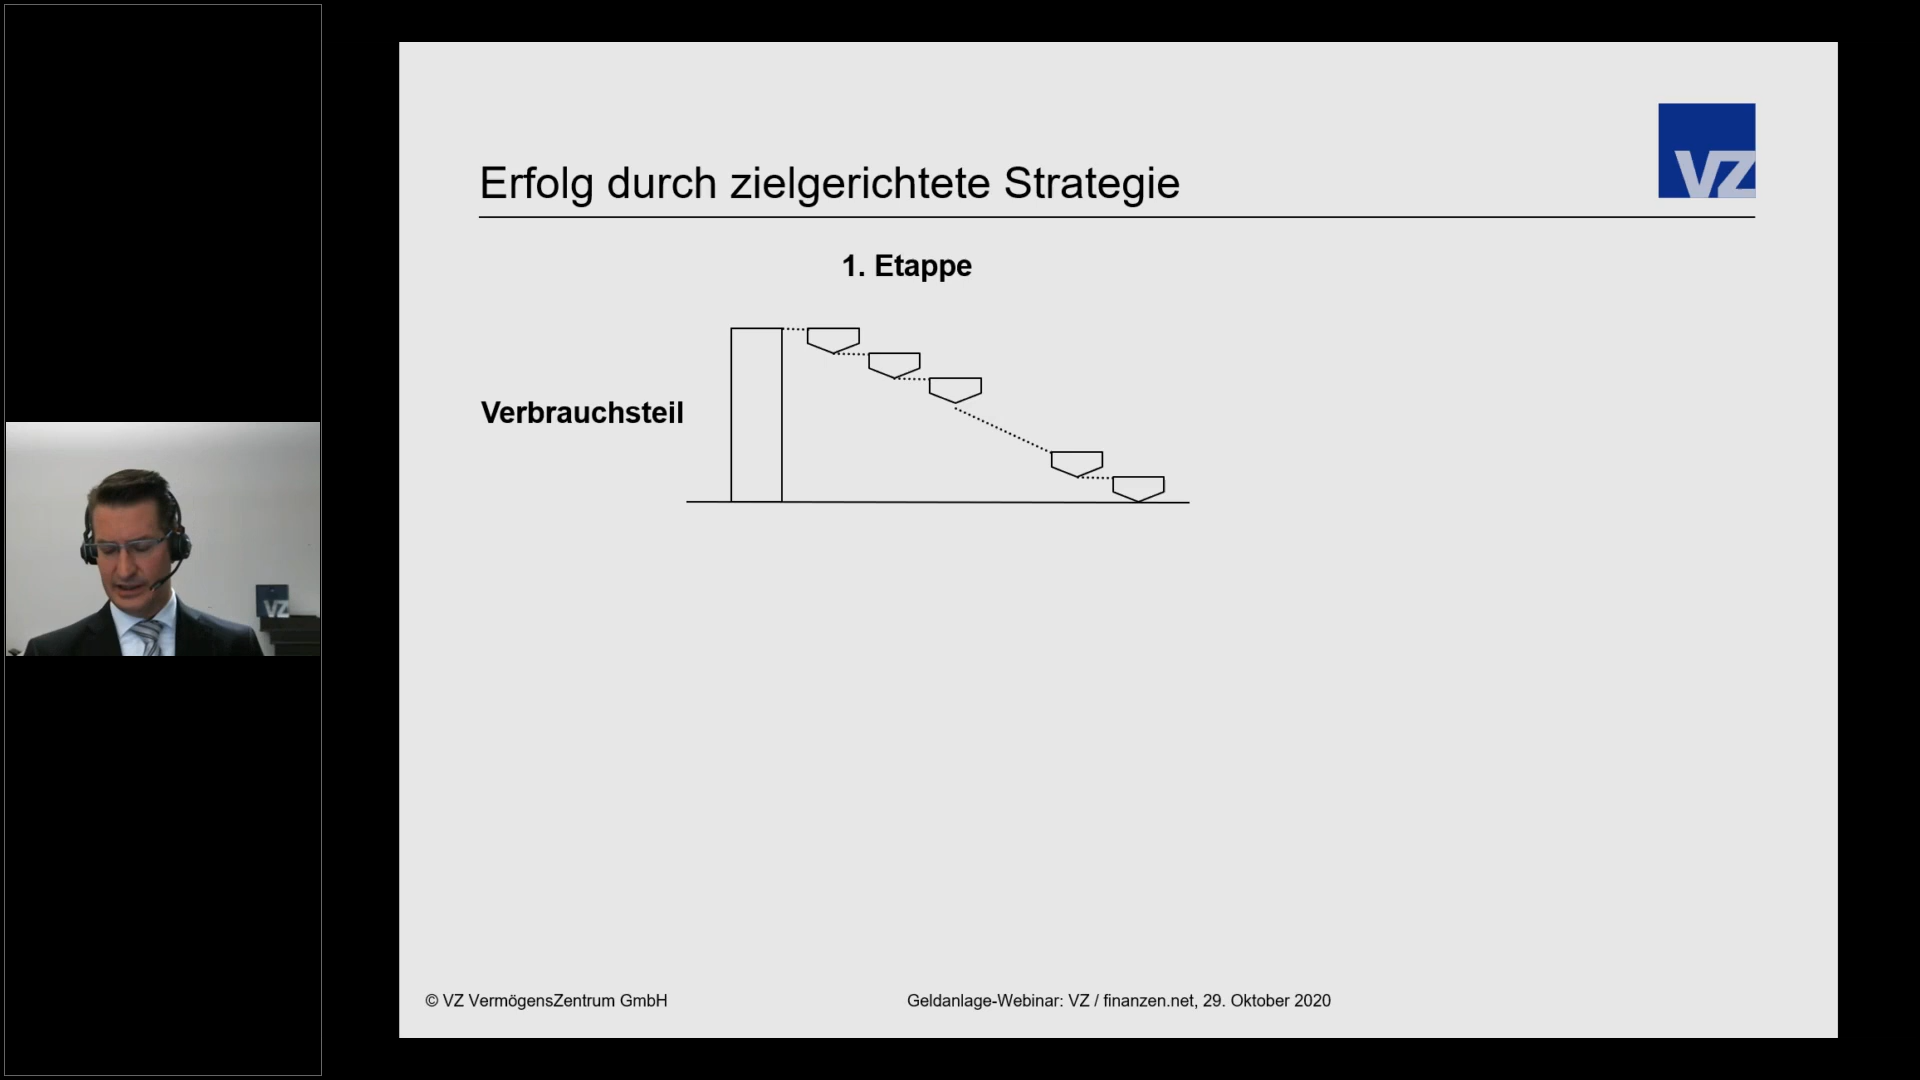 VZ
Erfolg durch zielgerichtete Strategie
1. Etappe
Verbrauchsteil
VZ
© VZ VermögensZentrum GmbH
Geldanlage-Webinar: VZ / finanzen.net, 29. Oktober 2020